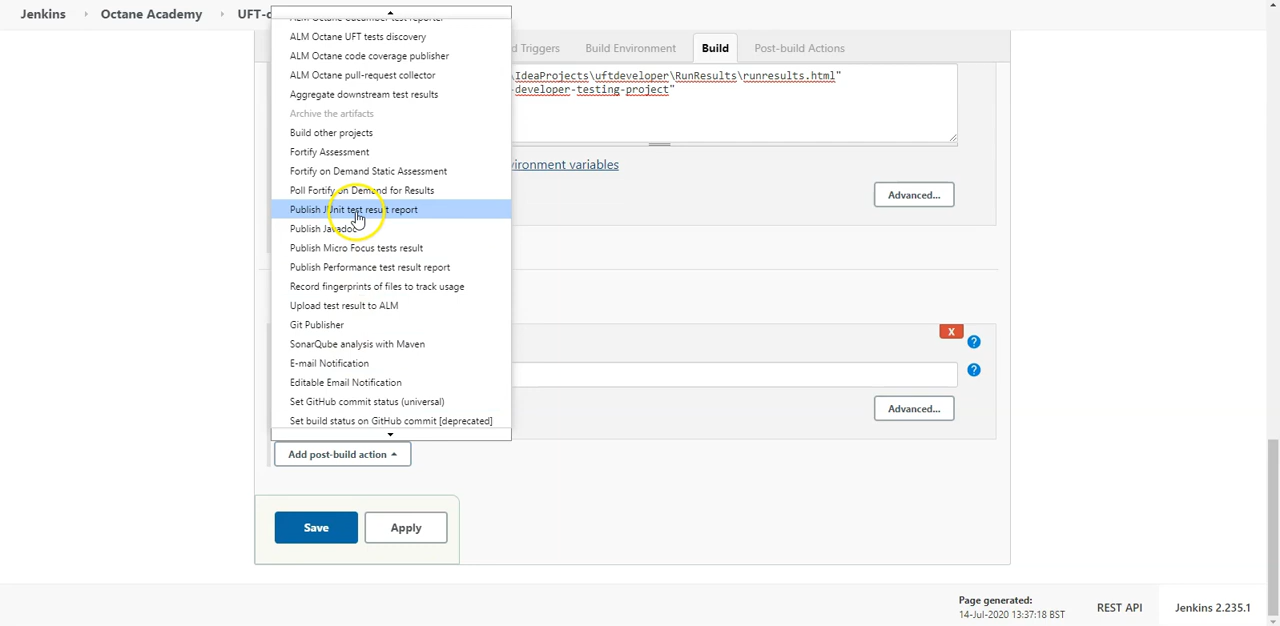 Jenkins › Octane Academy › UFT-d
ALM Octane Cucumber test reporter
ALM Octane UFT tests discovery
ALM Octane code coverage publisher
ALM Octane pull-request collector
Aggregate downstream test results
Archive the artifacts
Build other projects
Fortify Assessment
Fortify on Demand Static Assessment
Poll Fortify on Demand for Results
Publish JUnit test result report
Publish Javadoc
Publish Micro Focus tests result
Publish Performance test result report
Record fingerprints of files to track usage
Upload test result to ALM
Git Publisher
SonarQube analysis with Maven
E-mail Notification
Editable Email Notification
Set GitHub commit status (universal)
Set build status on GitHub commit [deprecated]
Add post-build action
d Triggers Build Environment Build Post-build Actions
\IdeaProjects\uftdeveloper\RunResults\runresults.html"
-developer-testing-project"
vironment variables
Advanced...
X
?
?
Advanced...
Save Apply
Page generated:
14-Jul-2020 13:37:18 BST
REST API Jenkins 2.235.1